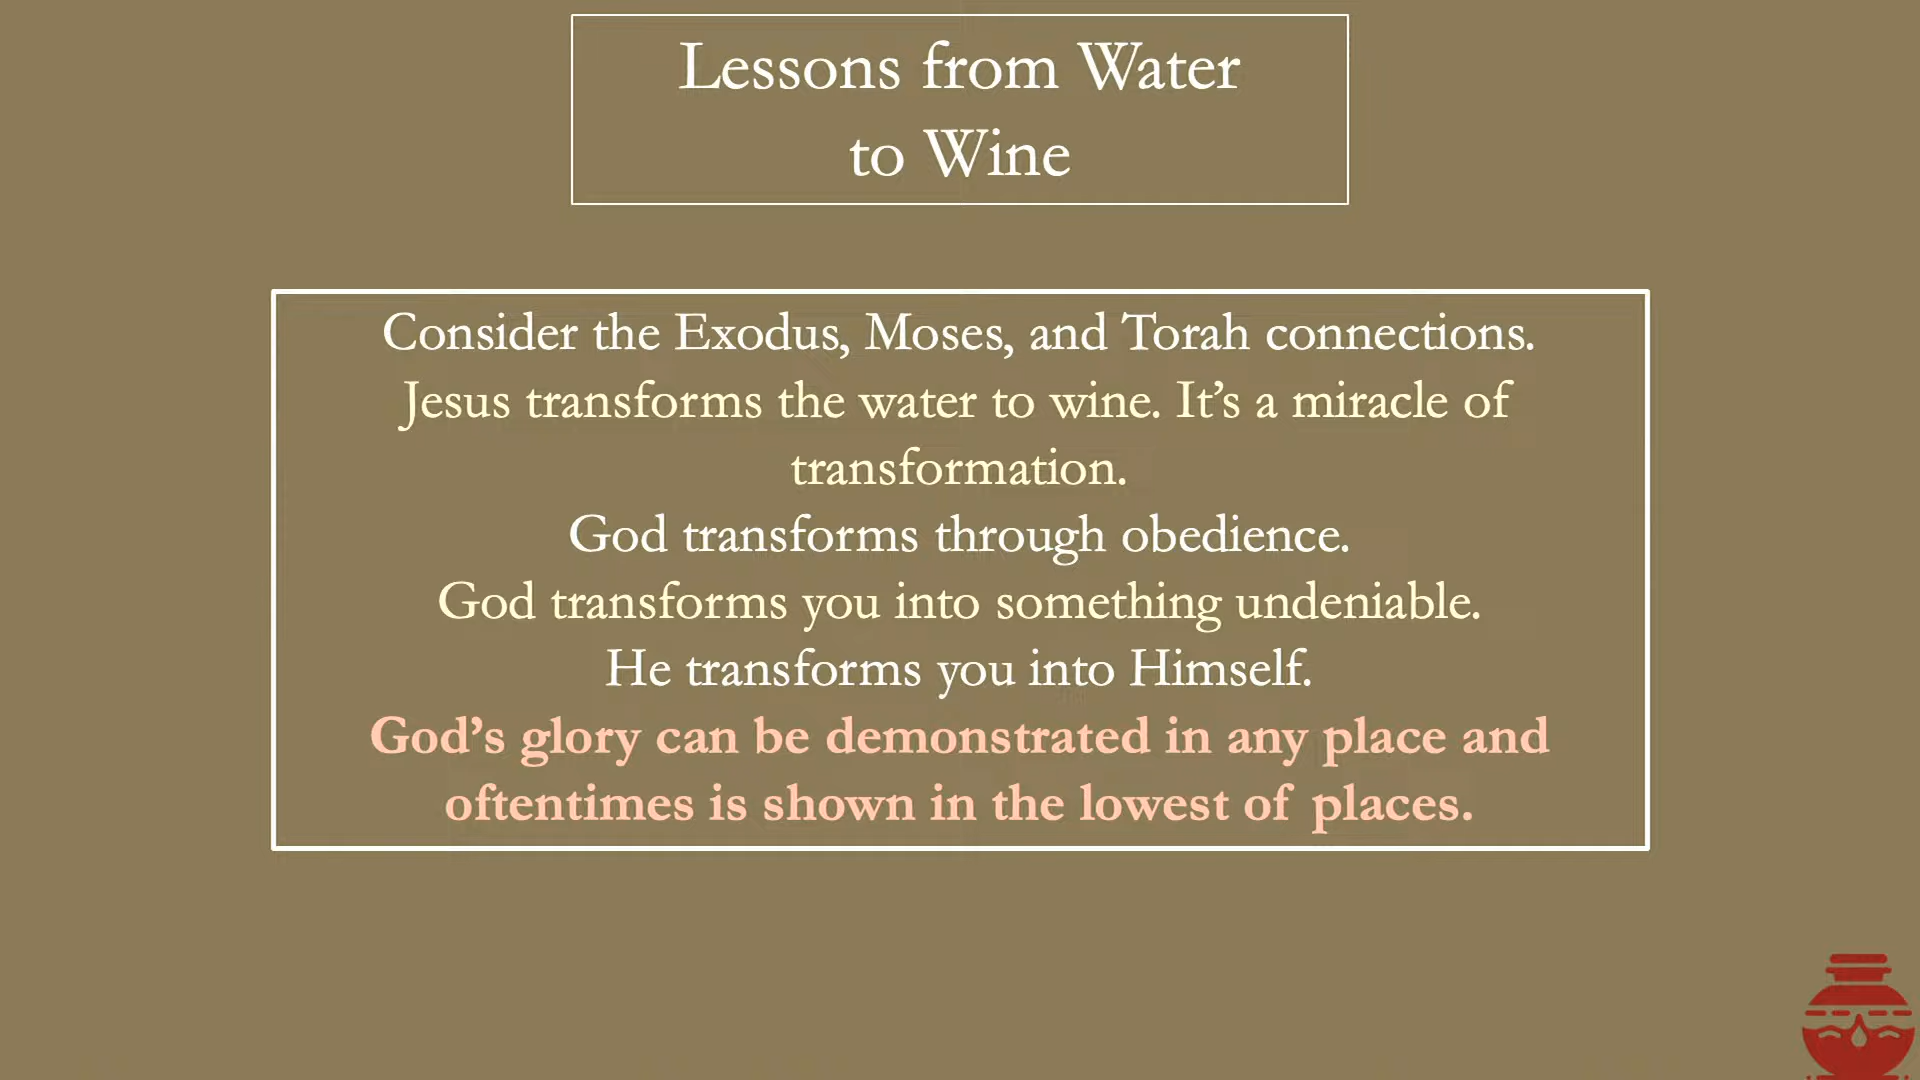 Lessons from Water
to Wine
Consider the Exodus, Moses, and Torah connections.
Jesus transforms the water to wine. It’s a miracle of
transformation.
God transforms through obedience.
God transforms you into something undeniable.
He transforms you into Himself.
God’s glory can be demonstrated in any place and
oftentimes is shown in the lowest of places.